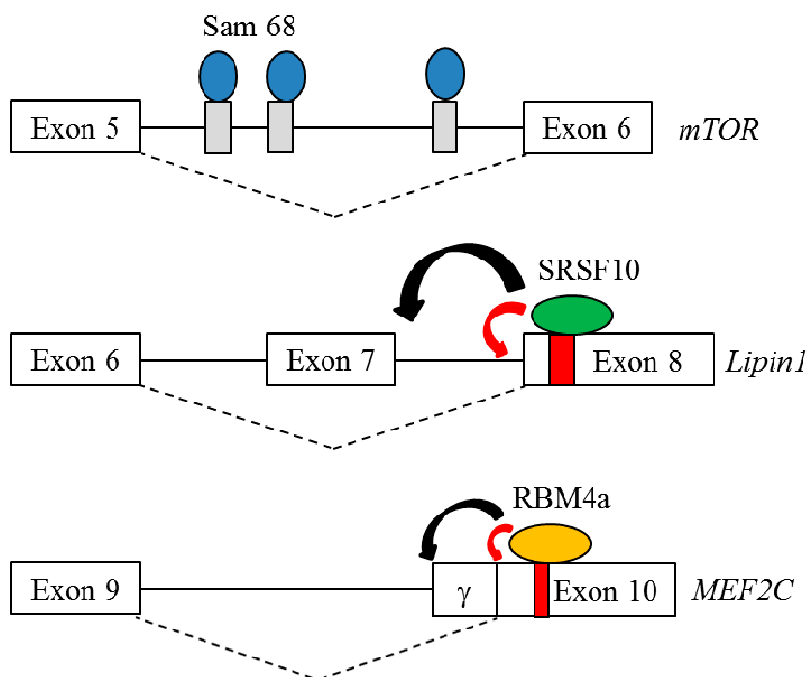 Sam 68
Exon 5 Exon 6 mTOR
SRSF10
Exon 6 Exon 7 Exon 8 Lipin1
RBM4a
Exon 9 γ Exon 10 MEF2C